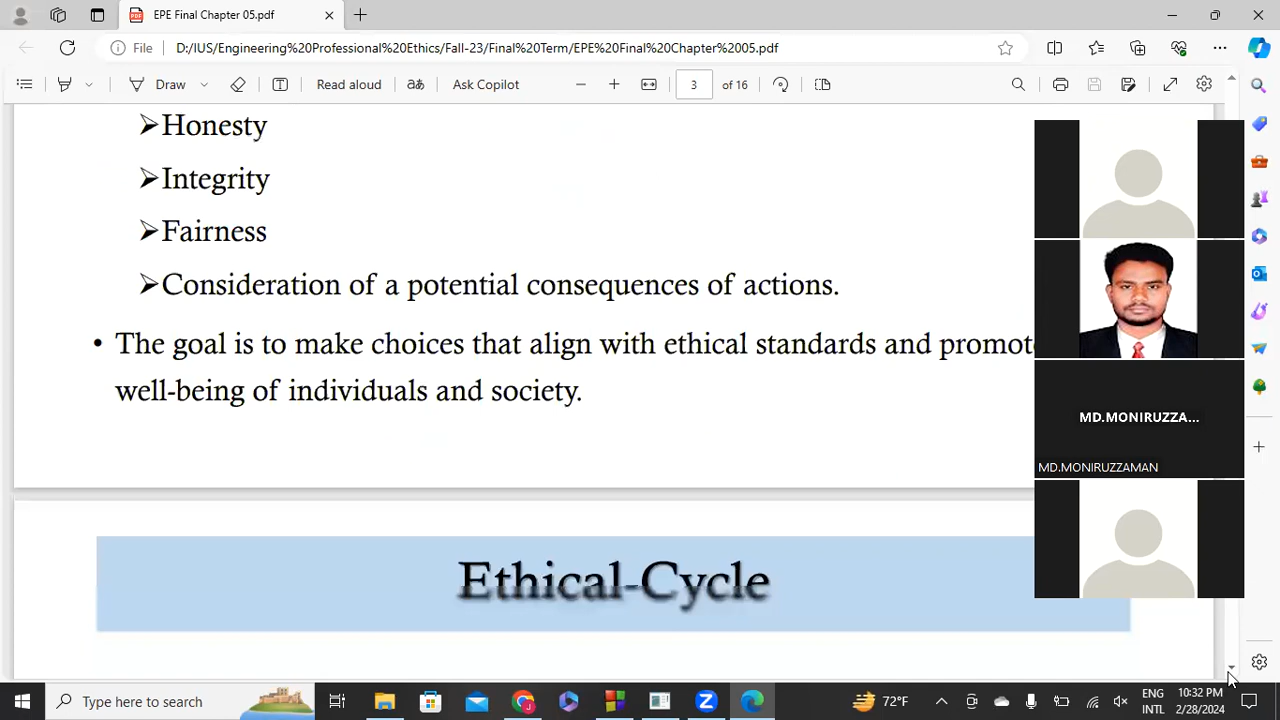 EPE Final Chapter 05.pdf
File
D:/IUS/Engineering%20Professional%20Ethics/Fall-23/Final%20Term/EPE%20Final%20Chapter%2005.pdf
Draw
Read aloud
Ask Copilot
3
of 16
➢Honesty
➢Integrity
➢Fairness
➢Consideration of a potential consequences of actions.
• The goal is to make choices that align with ethical standards and promote
well-being of individuals and society.
MD.MONIRUZZA...
MD.MONIRUZZAMAN
Ethical-Cycle
Type here to search
72°F
ENG
INTL
10:32 PM
2/28/2024